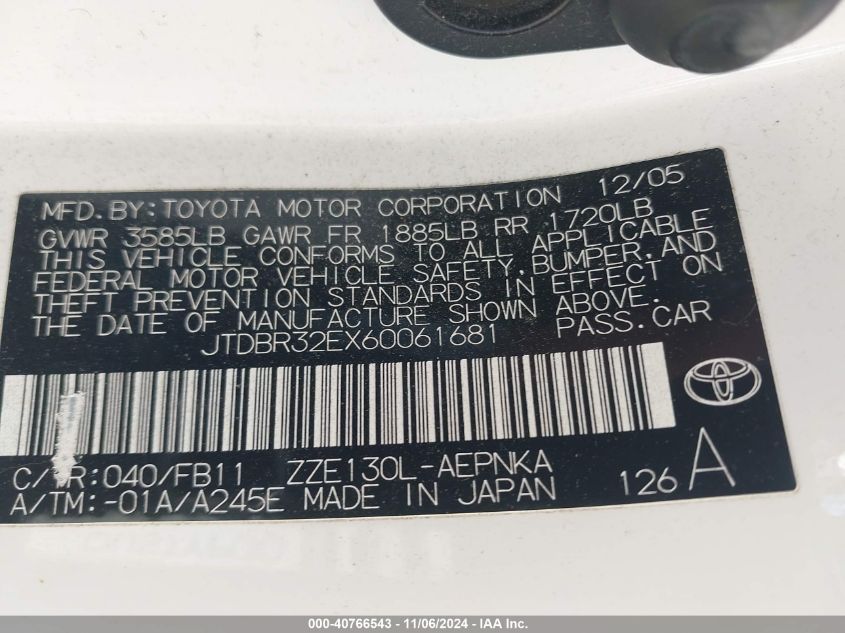 MFD. BY: TOYOTA MOTOR CORPORATION 12/05
GVWR 3585LB GAWR FR 1885LB RR 1720LB
THIS VEHICLE CONFORMS TO ALL APPLICABLE
FEDERAL MOTOR VEHICLE SAFETY, BUMPER, AND
THEFT PREVENTION STANDARDS IN EFFECT ON
THE DATE OF MANUFACTURE SHOWN ABOVE.
JTDBR32EX60061681 PASS. CAR
C/TR: 040/FB11 ZZE130L-AEPNKA
A/TM: -01A/A245E MADE IN JAPAN 126 A
000-40766543 - 11/06/2024 - IAA Inc.